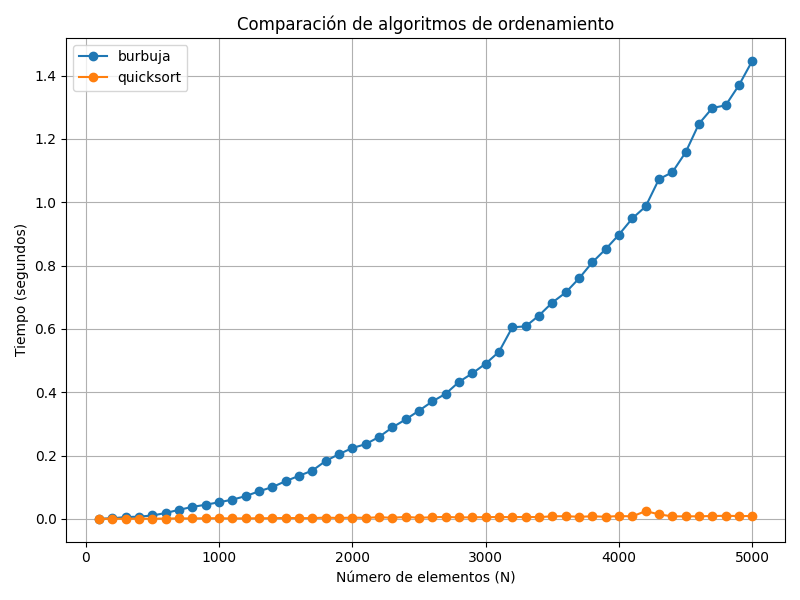 Comparación de algoritmos de ordenamiento
burbuja
quicksort
Tiempo (segundos)
1.4
1.2
1.0
0.8
0.6
0.4
0.2
0.0
0 1000 2000 3000 4000 5000
Número de elementos (N)